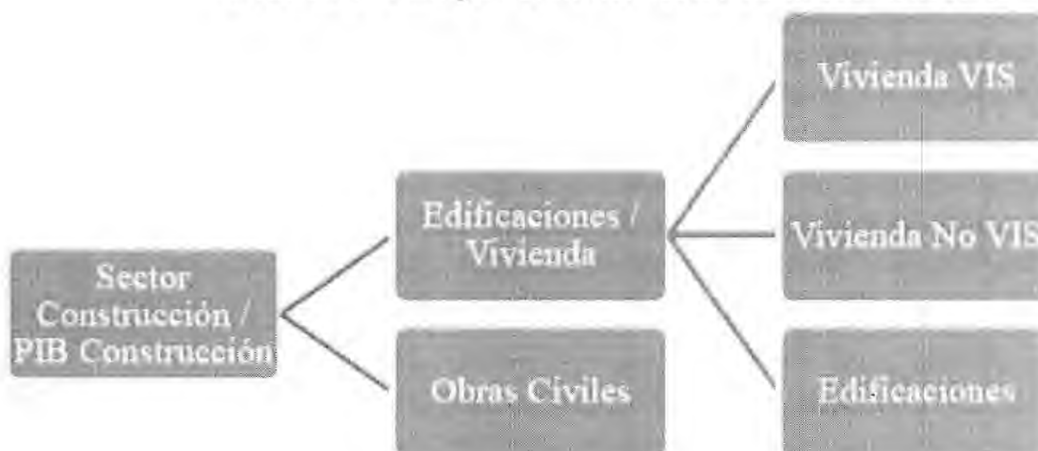 Sector
Construcción /
PIB Construcción
Edificaciones /
Vivienda
Obras Civiles
Vivienda VIS
Vivienda No VIS
Edificaciones